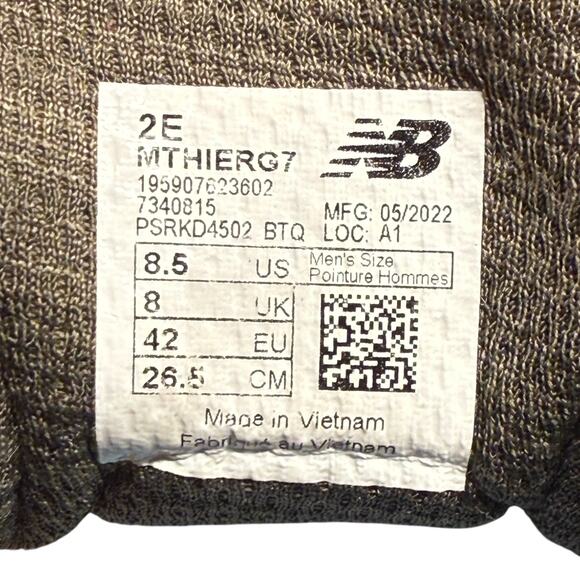 2E
MTHIERG7
195907623602
7340815
MFG: 05/2022
PSRKD4502 BTQ LOC: A1
8.5 US Men's Size
Pointure Hommes
8 UK
42 EU
26.5 CM
Made in Vietnam
Fabriqué au Vietnam
NB